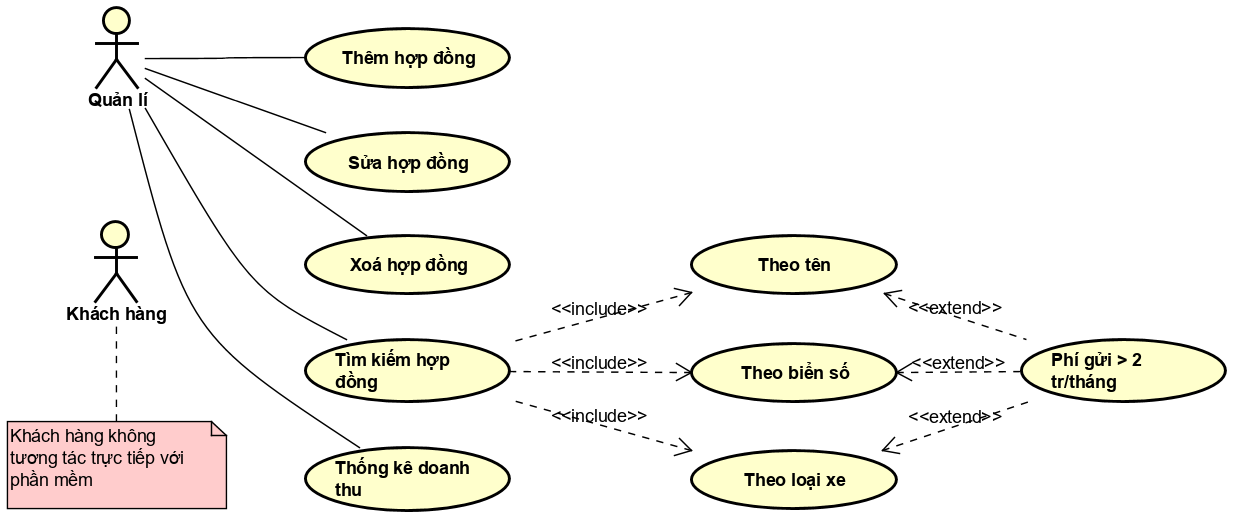 Quản lí
Thêm hợp đồng
Sửa hợp đồng
Xoá hợp đồng
Khách hàng
Khách hàng không
tương tác trực tiếp với
phần mềm
Tìm kiếm hợp
đồng
Thống kê doanh
thu
<<include>>
<<include>>
<<include>>
Theo tên
Theo biển số
Theo loại xe
<<extend>>
<<extend>>
<<extend>>
Phí gửi > 2
tr/tháng